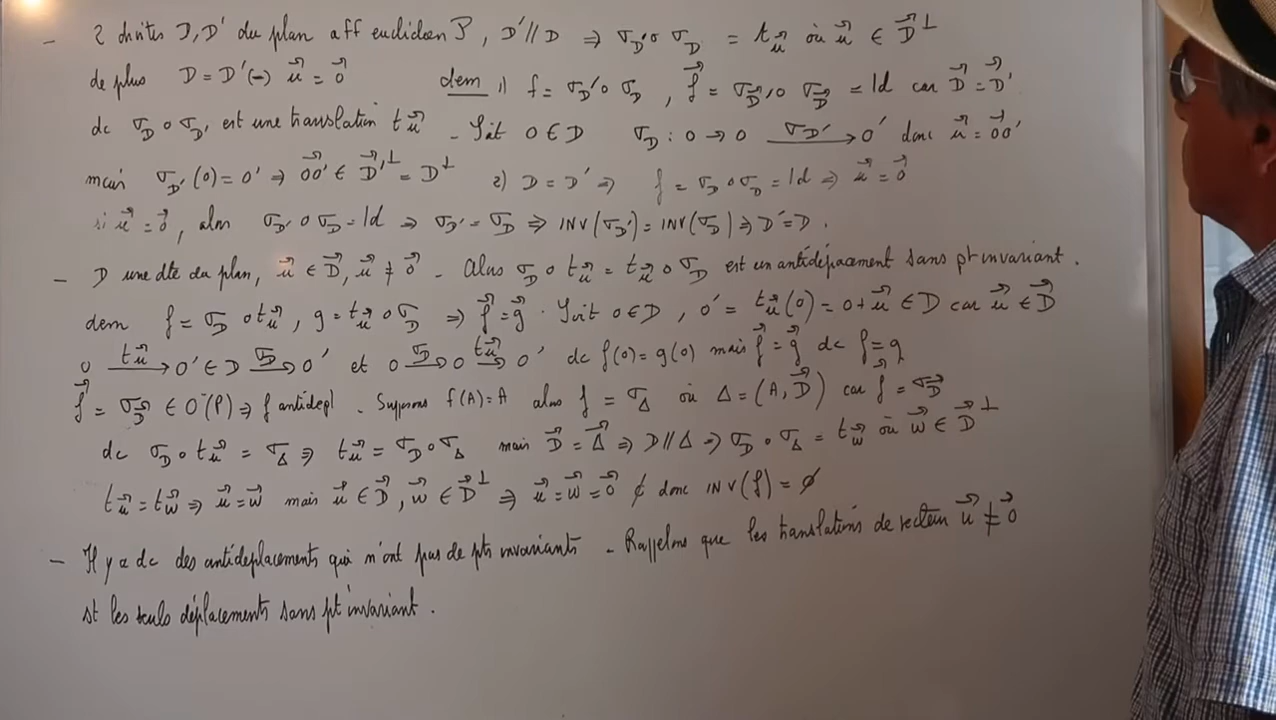 - 2 droites D, D' du plan aff euclidien P, D' // D ⇒ σ_D' o σ_D = t_u⃗ où u⃗ ∈ D⃗^⊥
de plus D = D' ⟺ u⃗ = 0⃗ dem 1) f = σ_D' o σ_D, f⃗ = σ_D⃗' o σ_D⃗ = Id car D⃗ = D⃗'
dc σ_D o σ_D' est une translation t_u⃗ - Soit O ∈ D σ_D : O → O —σ_D'→ O' donc u⃗ = OO'⃗
mais σ_D'(O) = O' ⇒ OO'⃗ ∈ D⃗'^⊥ = D^⊥ 2) D = D' ⇒ f = σ_D o σ_D = Id ⇒ u⃗ = 0⃗
si u⃗ = 0⃗, alors σ_D' o σ_D = Id ⇒ σ_D' = σ_D ⇒ INV(σ_D') = INV(σ_D) ⇒ D' = D.
- D une dte du plan, u⃗ ∈ D⃗, u⃗ ≠ 0⃗ - Alors σ_D o t_u⃗ = t_u⃗ o σ_D est un antidéplacement sans pt invariant.
dem f = σ_D o t_u⃗, g = t_u⃗ o σ_D ⇒ f⃗ = g⃗. Soit O ∈ D, O' = t_u⃗(O) = O + u⃗ ∈ D car u⃗ ∈ D⃗
O —t_u⃗→ O' ∈ D —σ_D→ O' et O —σ_D→ O —t_u⃗→ O' dc f(O) = g(O) mais f⃗ = g⃗ dc f = g
f⃗ = σ_D⃗ ∈ O⁻(P) ⇒ f antidepl - Supposons f(A) = A alors f = σ_Δ où Δ = (A, D⃗) car f⃗ = σ_D⃗
dc σ_D o t_u⃗ = σ_Δ ⇒ t_u⃗ = σ_D o σ_Δ mais D⃗ = Δ⃗ ⇒ D // Δ ⇒ σ_D o σ_Δ = t_w⃗ où w⃗ ∈ D⃗^⊥
t_u⃗ = t_w⃗ ⇒ u⃗ = w⃗ mais u⃗ ∈ D⃗, w⃗ ∈ D⃗^⊥ ⇒ u⃗ = w⃗ = 0⃗ donc INV(f) = ∅
- Il y a dc des antidéplacements qui n'ont pas de pts invariants - Rappelons que les translations de vecteur u⃗ ≠ 0⃗
st les seuls déplacements sans pt invariant.